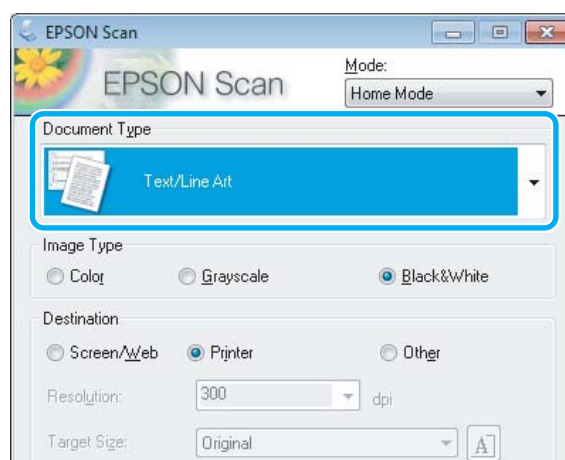 EPSON Scan
EPSON Scan
Mode:
Home Mode
Document Type
Text/Line Art
Image Type
Color
Grayscale
Black&White
Destination
Screen/Web
Printer
Other
Resolution:
300
dpi
Target Size:
Original
A